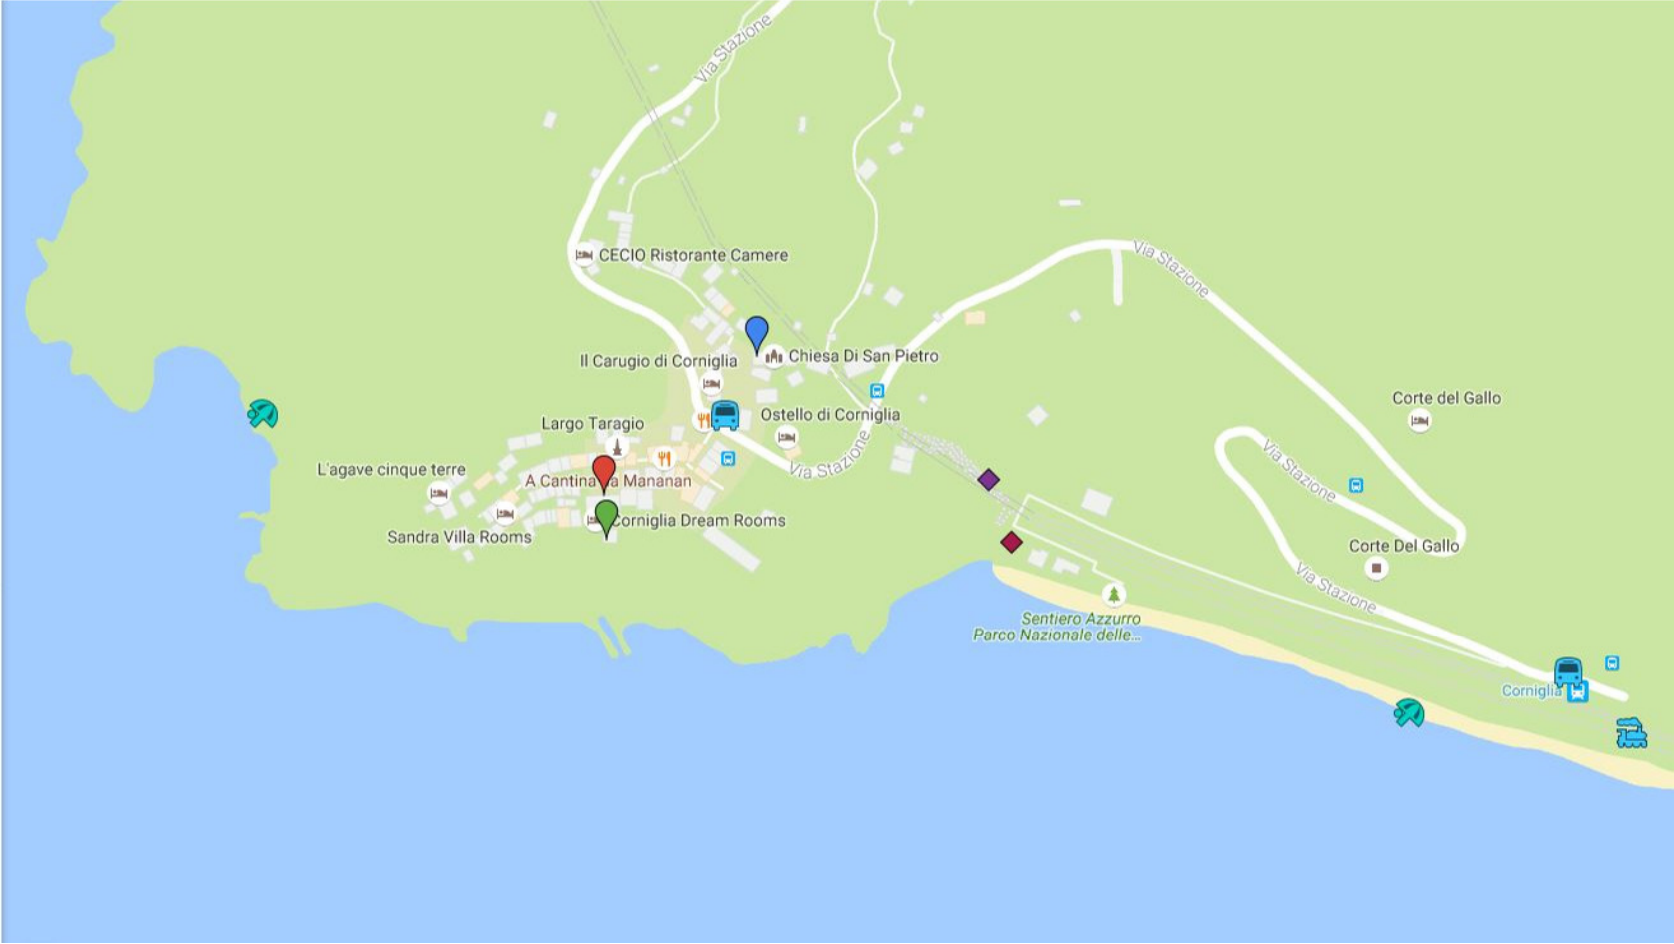 Via Stazione
CECIO Ristorante Camere
Via Stazione
Il Carugio di Corniglia
Chiesa Di San Pietro
Corte del Gallo
Largo Taragio
Ostello di Corniglia
Via Stazione
L'agave cinque terre
Via Stazione
A Cantina a Mananan
Corniglia Dream Rooms
Sandra Villa Rooms
Corte Del Gallo
Via Stazione
Sentiero Azzurro
Parco Nazionale delle...
Corniglia